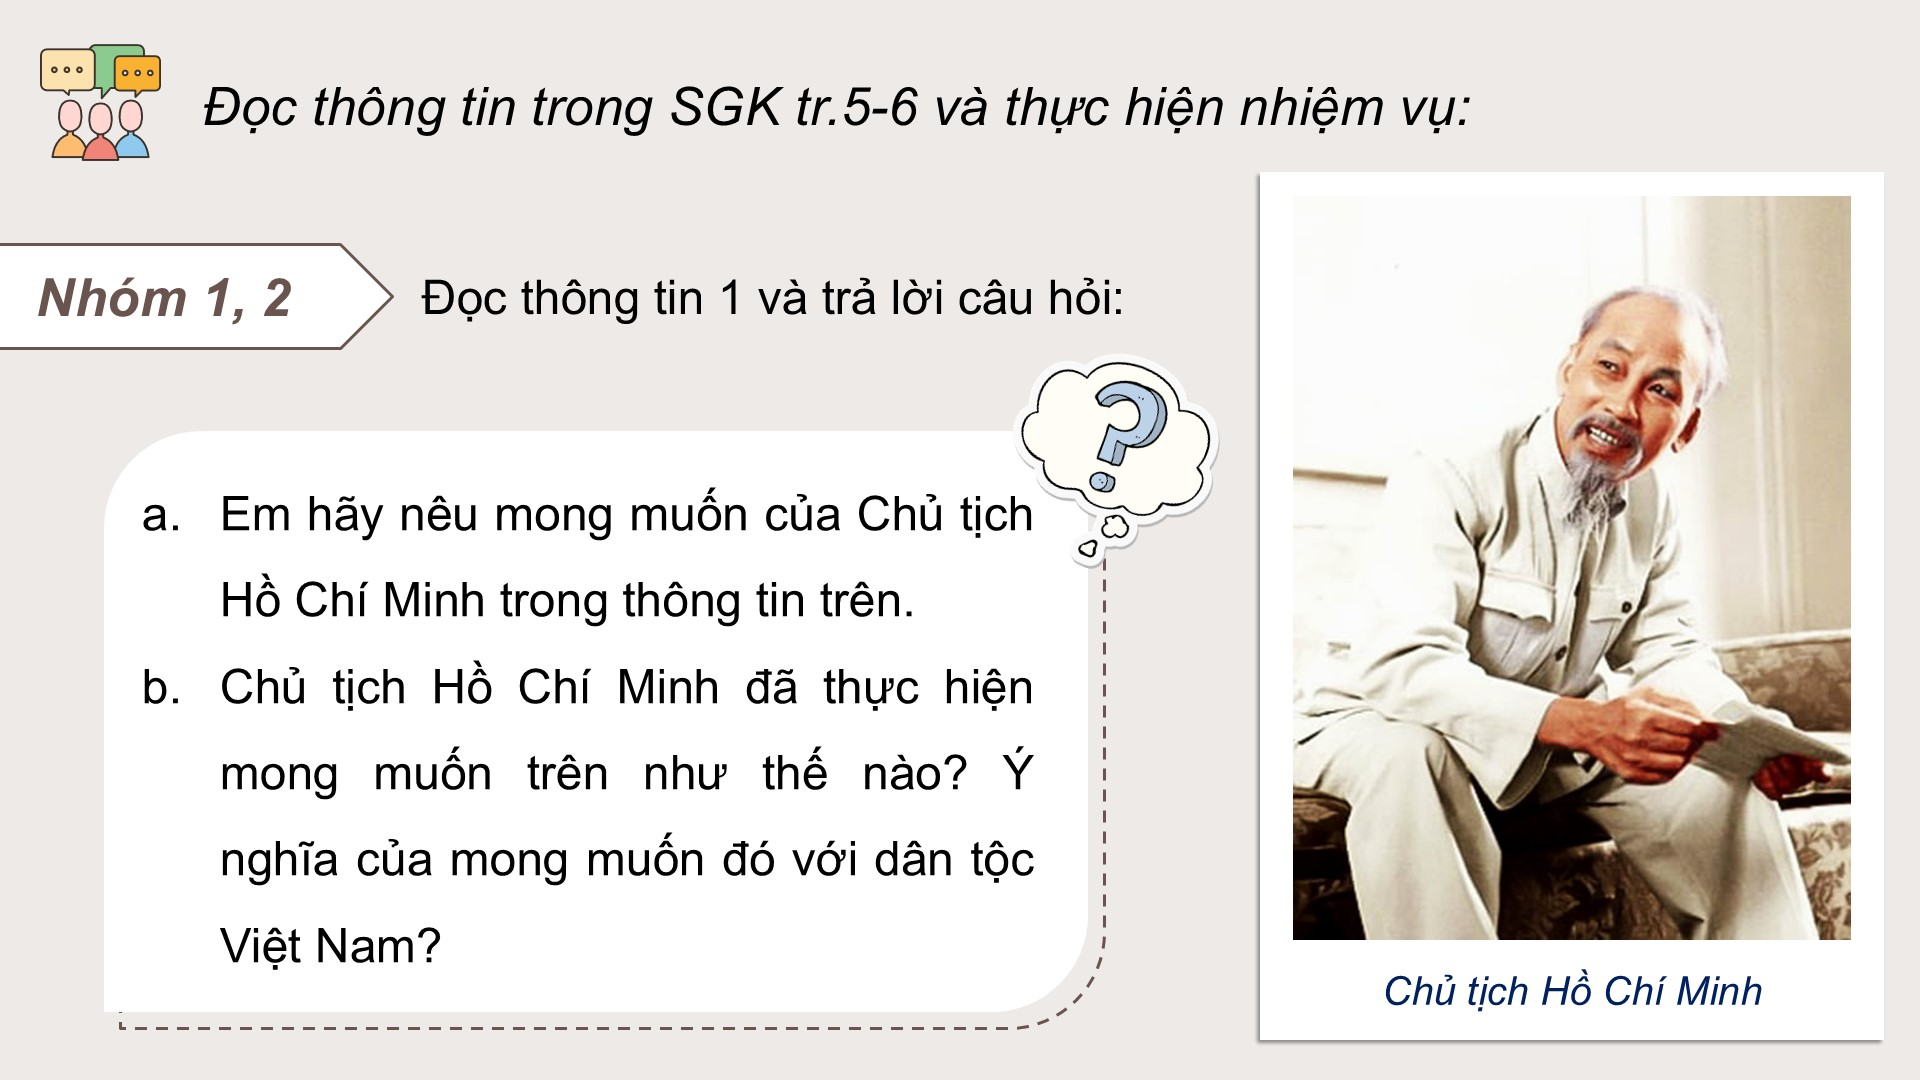 Đọc thông tin trong SGK tr.5-6 và thực hiện nhiệm vụ:
Nhóm 1, 2
Đọc thông tin 1 và trả lời câu hỏi:
a. Em hãy nêu mong muốn của Chủ tịch
Hồ Chí Minh trong thông tin trên.
b. Chủ tịch Hồ Chí Minh đã thực hiện
mong muốn trên như thế nào? Ý
nghĩa của mong muốn đó với dân tộc
Việt Nam?
?
Chủ tịch Hồ Chí Minh